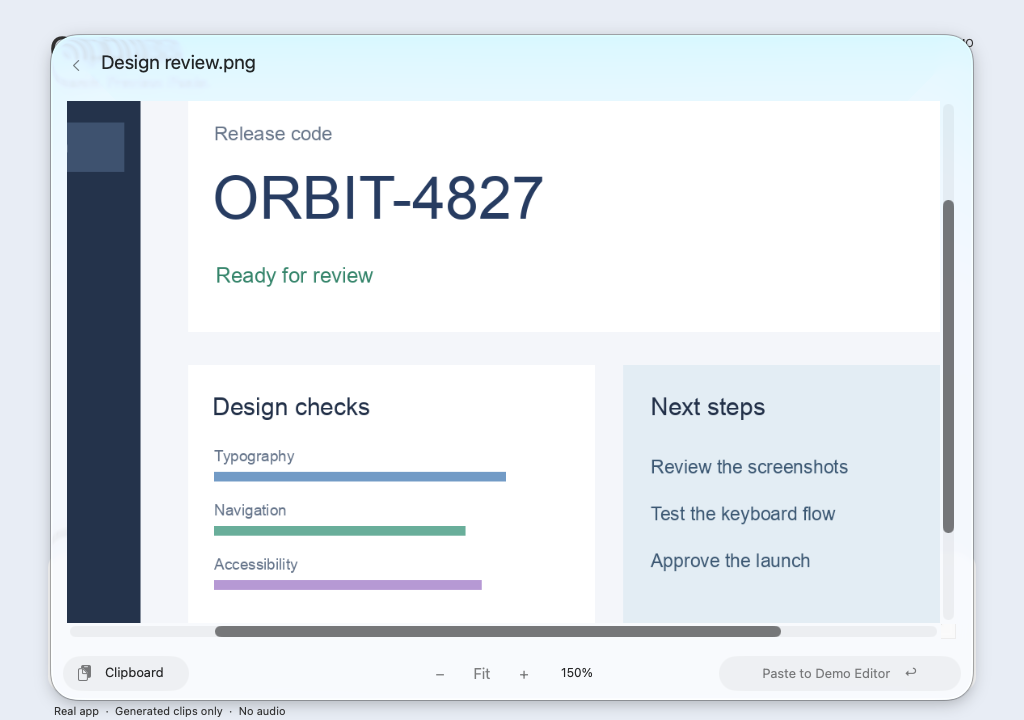 Design review.png
Release code
ORBIT-4827
Ready for review
Design checks
Typography
Navigation
Accessibility
Next steps
Review the screenshots
Test the keyboard flow
Approve the launch
Clipboard
− Fit + 150%
Paste to Demo Editor
Real app · Generated clips only · No audio